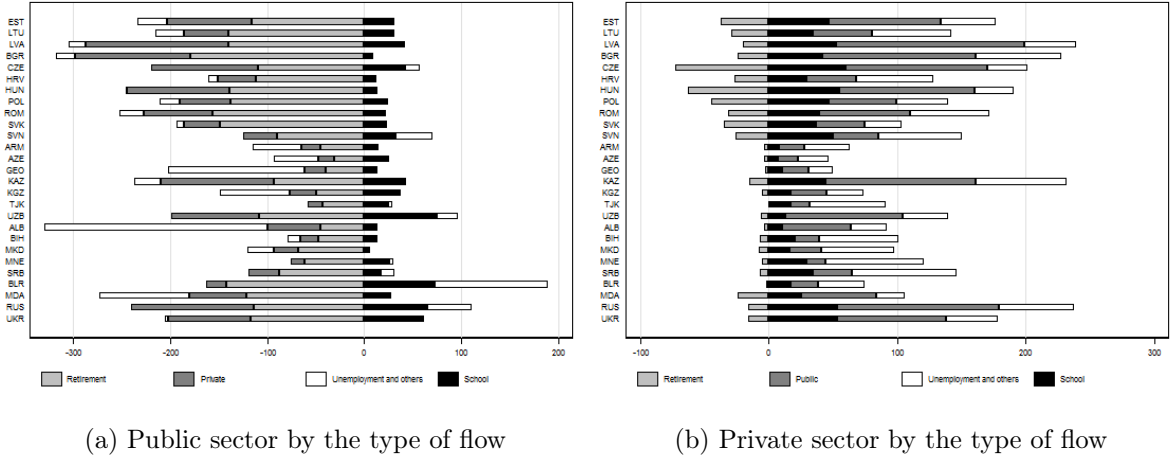 EST
LTU
LVA
BGR
CZE
HRV
HUN
POL
ROM
SVK
SVN
ARM
AZE
GEO
KAZ
KGZ
TJK
UZB
ALB
BIH
MKD
MNE
SRB
BLR
MDA
RUS
UKR
-300 -200 -100 0 100 200
Retirement Private Unemployment and others School
(a) Public sector by the type of flow
EST
LTU
LVA
BGR
CZE
HRV
HUN
POL
ROM
SVK
SVN
ARM
AZE
GEO
KAZ
KGZ
TJK
UZB
ALB
BIH
MKD
MNE
SRB
BLR
MDA
RUS
UKR
-100 0 100 200 300
Retirement Public Unemployment and others School
(b) Private sector by the type of flow